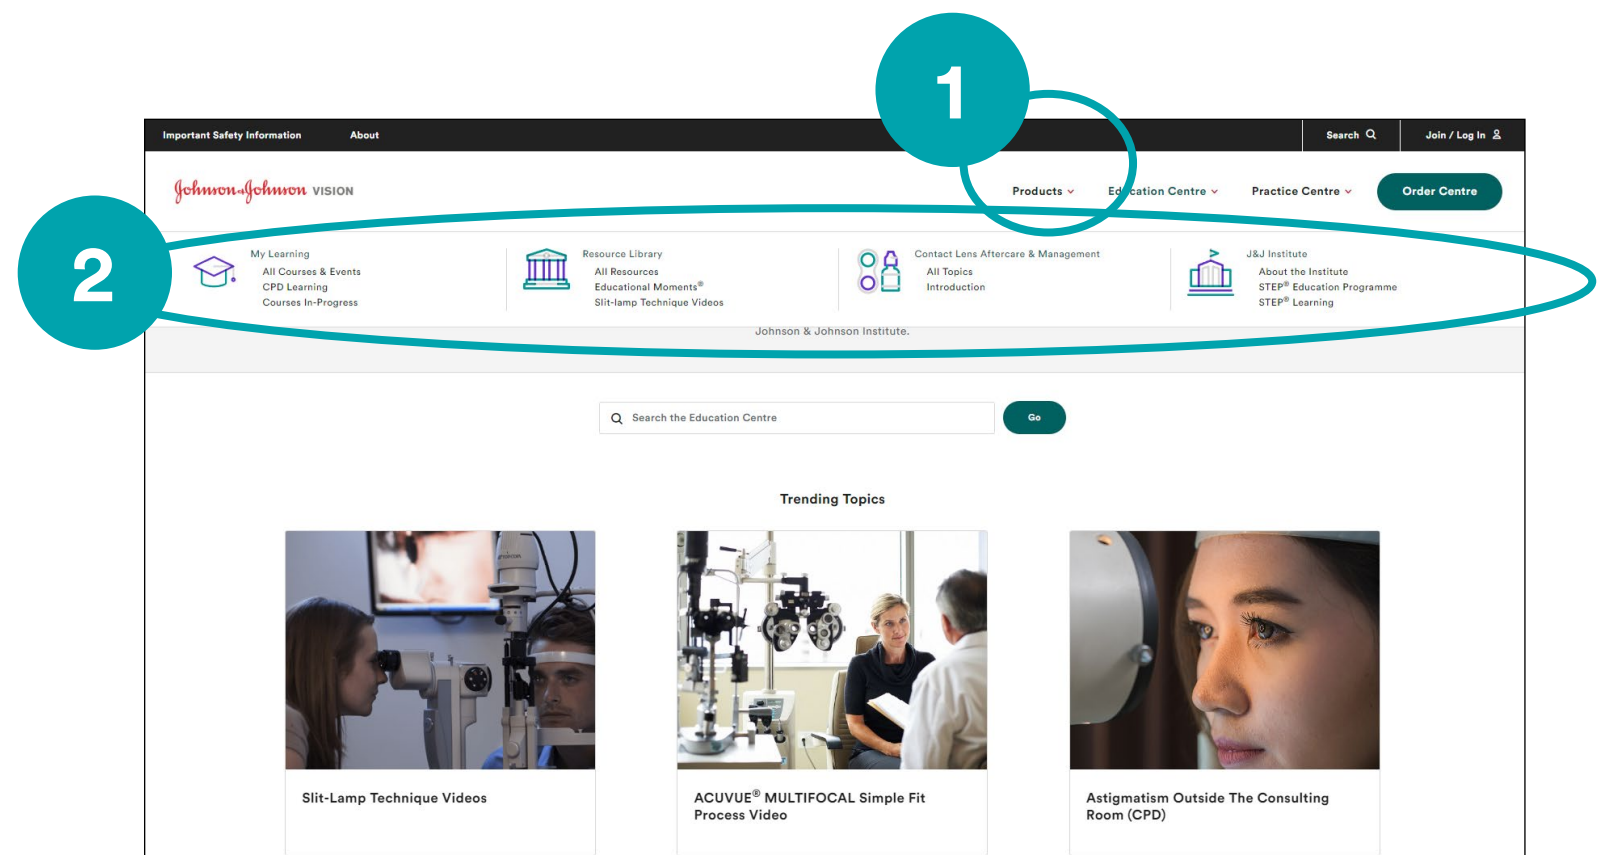 1
Important Safety Information About Search Join / Log In
Johnson & Johnson VISION Products Education Centre Practice Centre Order Centre
2
My Learning
All Courses & Events
CPD Learning
Courses In-Progress
Resource Library
All Resources
Educational Moments®
Slit-lamp Technique Videos
Contact Lens Aftercare & Management
All Topics
Introduction
J&J Institute
About the Institute
STEP® Education Programme
STEP® Learning
Johnson & Johnson Institute.
Search the Education Centre Go
Trending Topics
Slit-Lamp Technique Videos
ACUVUE® MULTIFOCAL Simple Fit
Process Video
Astigmatism Outside The Consulting
Room (CPD)